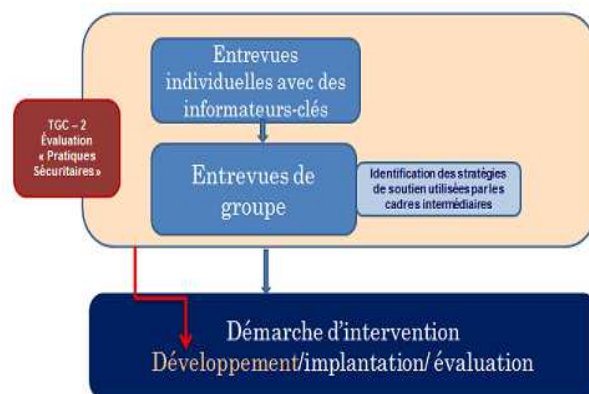 Entrevues
individuelles avec des
informateurs-clés
TGC – 2
Évaluation
« Pratiques
Sécuritaires»
Entrevues de
groupe
Identification des stratégies
de soutien utilisées par les
cadres intermédiaires
Démarche d'intervention
Développement/implantation/ évaluation